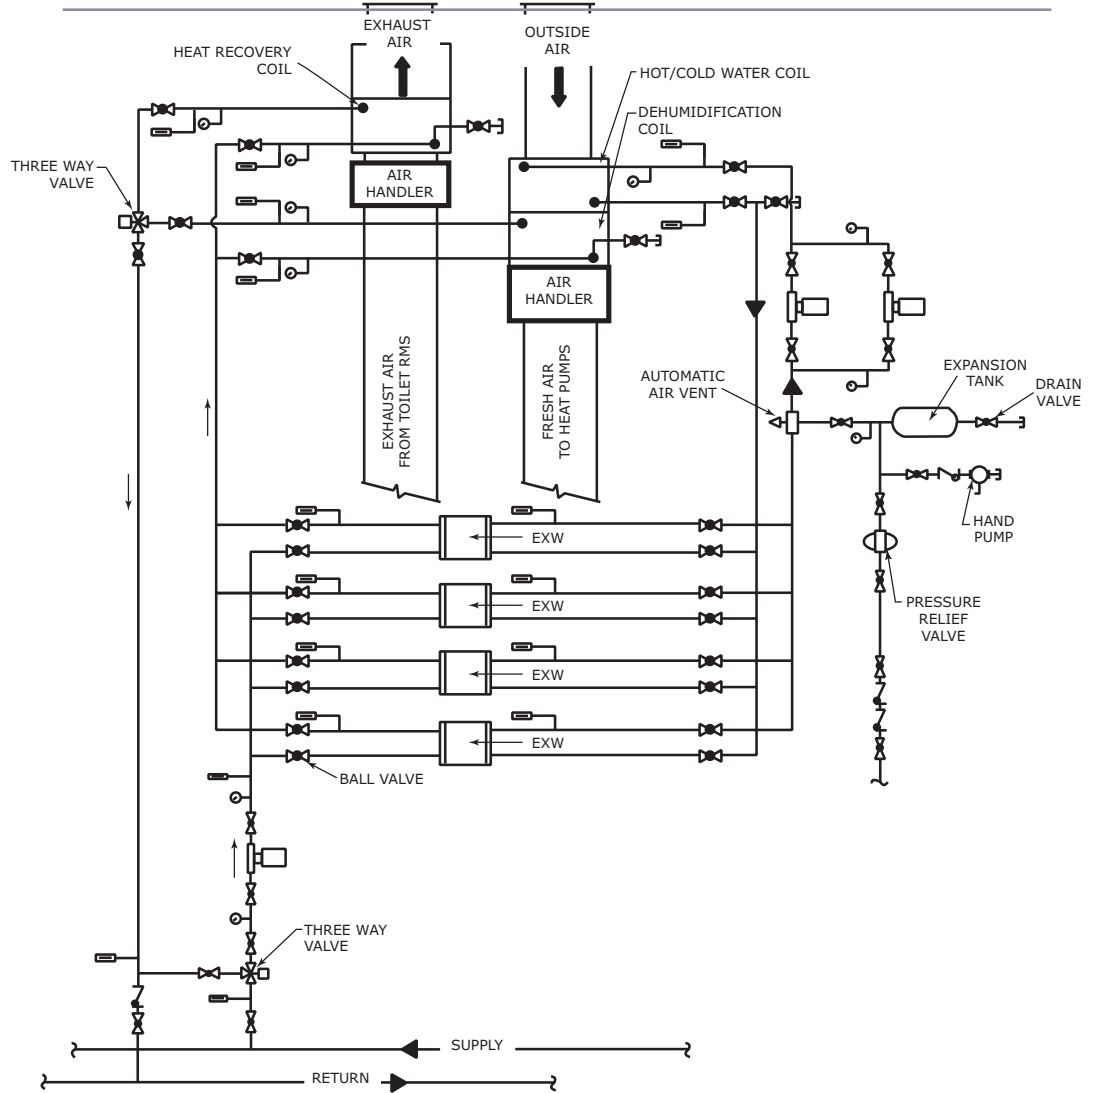 EXHAUST
AIR
OUTSIDE
AIR
HEAT RECOVERY
COIL
HOT/COLD WATER COIL
DEHUMIDIFICATION
COIL
THREE WAY
VALVE
AIR
HANDLER
AIR
HANDLER
EXHAUST AIR
FROM TOILET RMS
FRESH AIR
TO HEAT PUMPS
AUTOMATIC
AIR VENT
EXPANSION
TANK
DRAIN
VALVE
HAND
PUMP
EXW
PRESSURE
RELIEF
VALVE
EXW
EXW
EXW
BALL VALVE
THREE WAY
VALVE
SUPPLY
RETURN